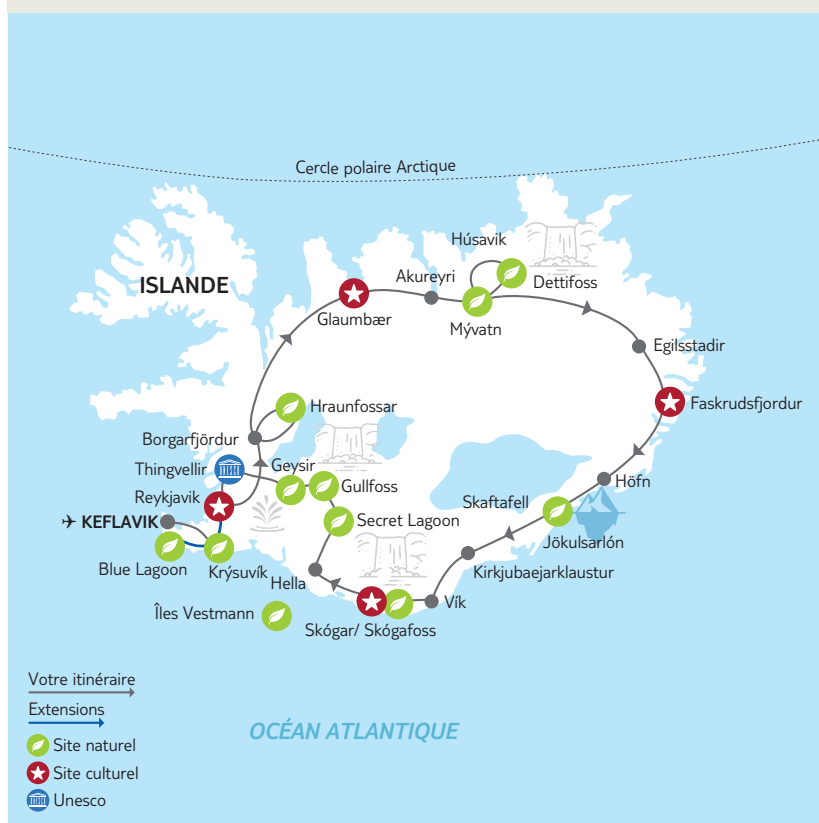 Cercle polaire Arctique
Húsavik
ISLANDE
Akureyri
Dettifoss
Glaumbær
Mývatn
Egilsstadir
Faskrudsfjordur
Hraunfossar
Borgarfjördur
Thingvellir
Geysir
Gullfoss
Höfn
Reykjavik
Skaftafell
Secret Lagoon
KEFLAVIK
Jökulsarlón
Blue Lagoon
Krýsuvík
Kirkjubaejarklaustur
Hella
Vík
Îles Vestmann
Skógar/ Skógafoss
Votre itinéraire
Extensions
OCÉAN ATLANTIQUE
Site naturel
Site culturel
Unesco